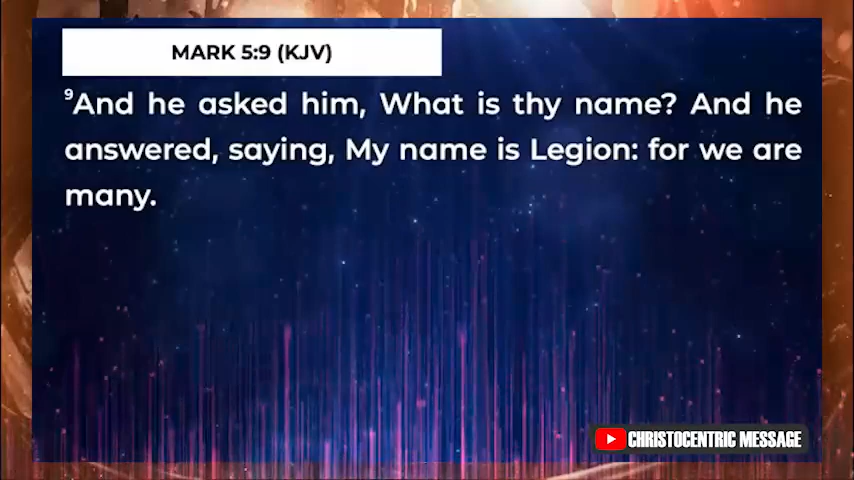 MARK 5:9 (KJV)
⁹And he asked him, What is thy name? And he
answered, saying, My name is Legion: for we are
many.
CHRISTOCENTRIC MESSAGE